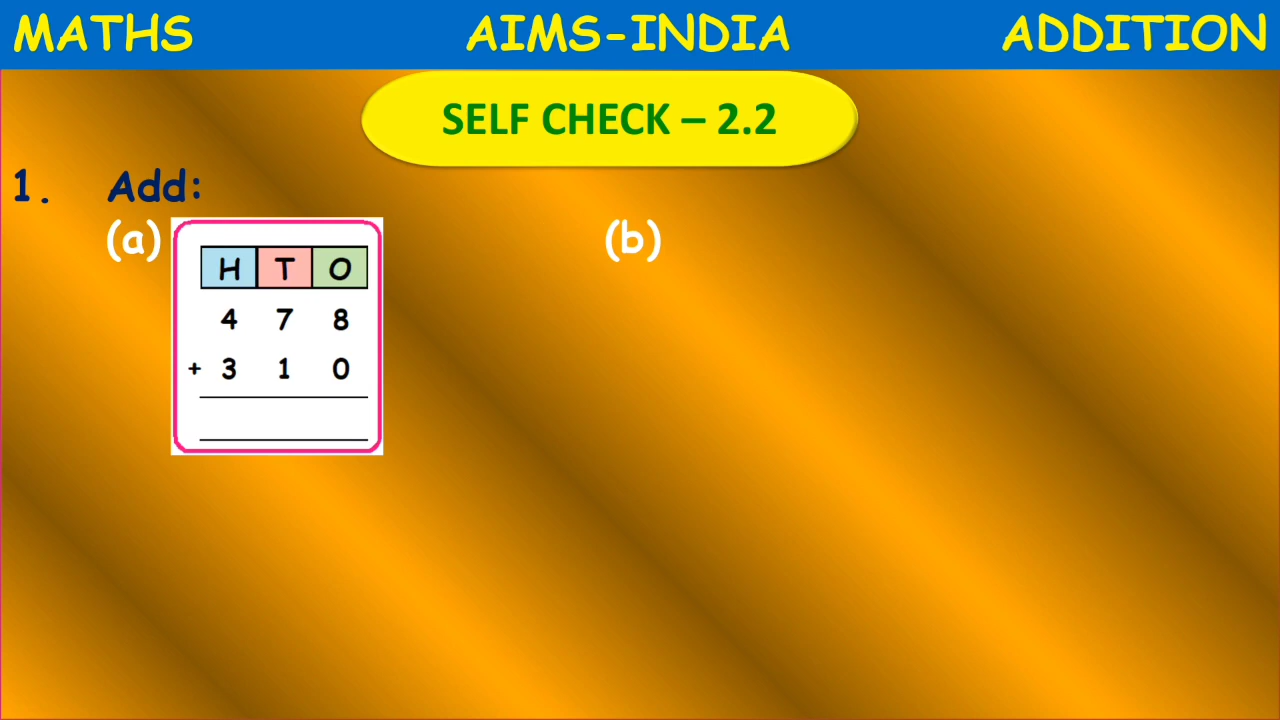 MATHS AIMS-INDIA ADDITION
SELF CHECK – 2.2
1. Add:
(a) (b)
H T O
4 7 8
+ 3 1 0